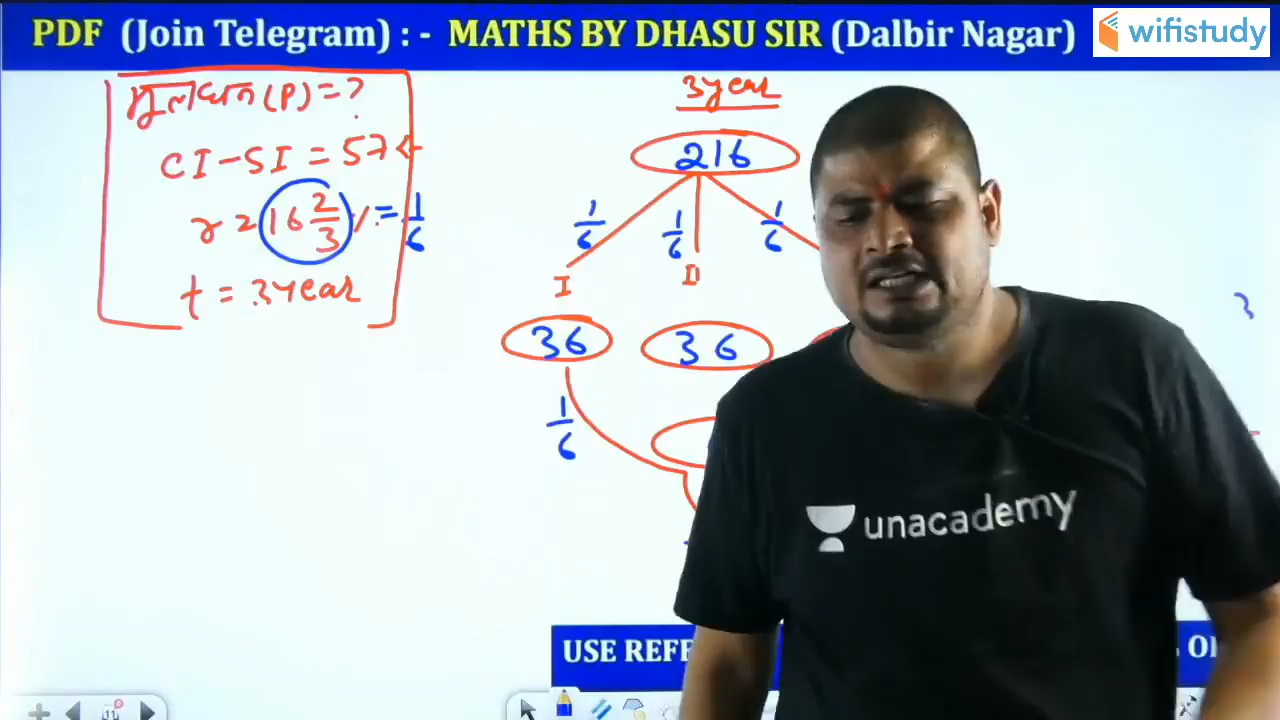 PDF (Join Telegram) : - MATHS BY DHASU SIR (Dalbir Nagar)
wifistudy
मूलधन (P) = ?
CI - SI = 57
r = 16 2/3 % = 1/6
t = 3 year
3 year
216
1/6 1/6 1/6
I II
36 36
1/6
3
unacademy
USE REFE
11